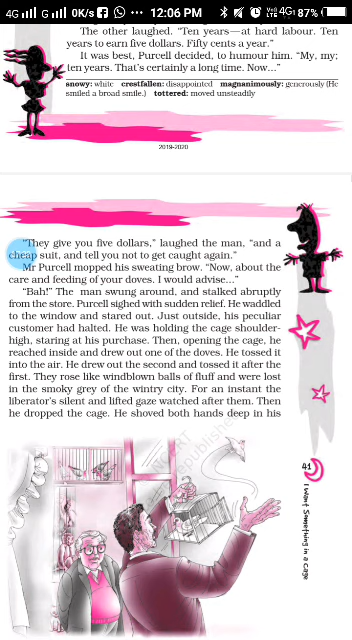 4G 4G 0K/s 12:06 PM 4G 87%
The other laughed. “Ten years—at hard labour. Ten
years to earn five dollars. Fifty cents a year.”
It was best, Purcell decided, to humour him. “My, my;
ten years. That’s certainly a long time. Now…”
snowy: white crestfallen: disappointed magnanimously: generously (He
smiled a broad smile.) tottered: moved unsteadily
2019-2020
“They give you five dollars,” laughed the man, “and a
cheap suit, and tell you not to get caught again.”
Mr Purcell mopped his sweating brow. “Now, about the
care and feeding of your doves. I would advise…”
“Bah!” The man swung around, and stalked abruptly
from the store. Purcell sighed with sudden relief. He waddled
to the window and stared out. Just outside, his peculiar
customer had halted. He was holding the cage shoulder-
high, staring at his purchase. Then, opening the cage, he
reached inside and drew out one of the doves. He tossed it
into the air. He drew out the second and tossed it after the
first. They rose like windblown balls of fluff and were lost
in the smoky grey of the wintry city. For an instant the
liberator’s silent and lifted gaze watched after them. Then
he dropped the cage. He shoved both hands deep in his
41
I Want Something in a Cage